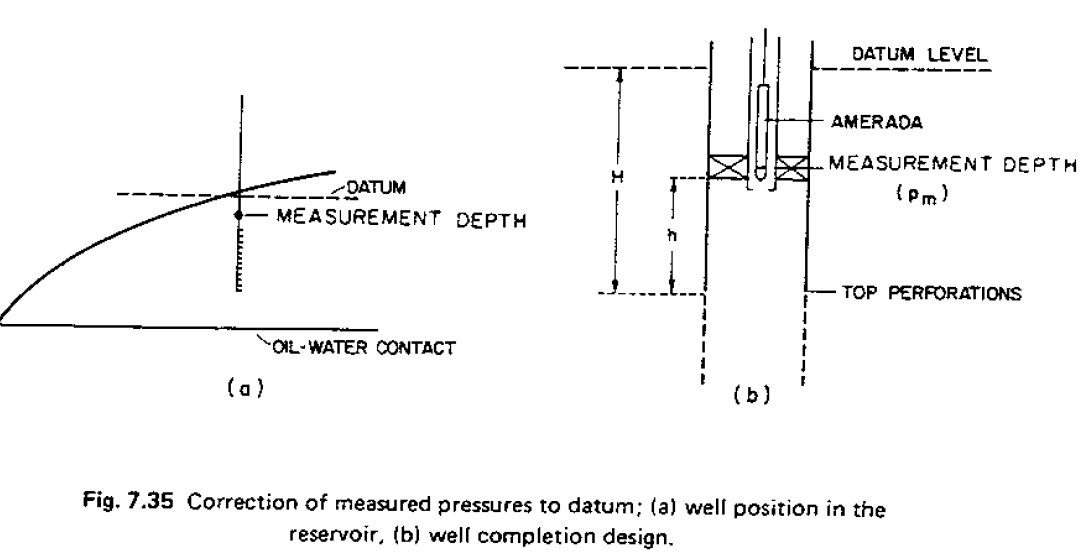 DATUM
MEASUREMENT DEPTH
OIL-WATER CONTACT
(a)
DATUM LEVEL
AMERADA
MEASUREMENT DEPTH
(pm)
H
h
TOP PERFORATIONS
(b)
Fig. 7.35 Correction of measured pressures to datum; (a) well position in the
reservoir, (b) well completion design.